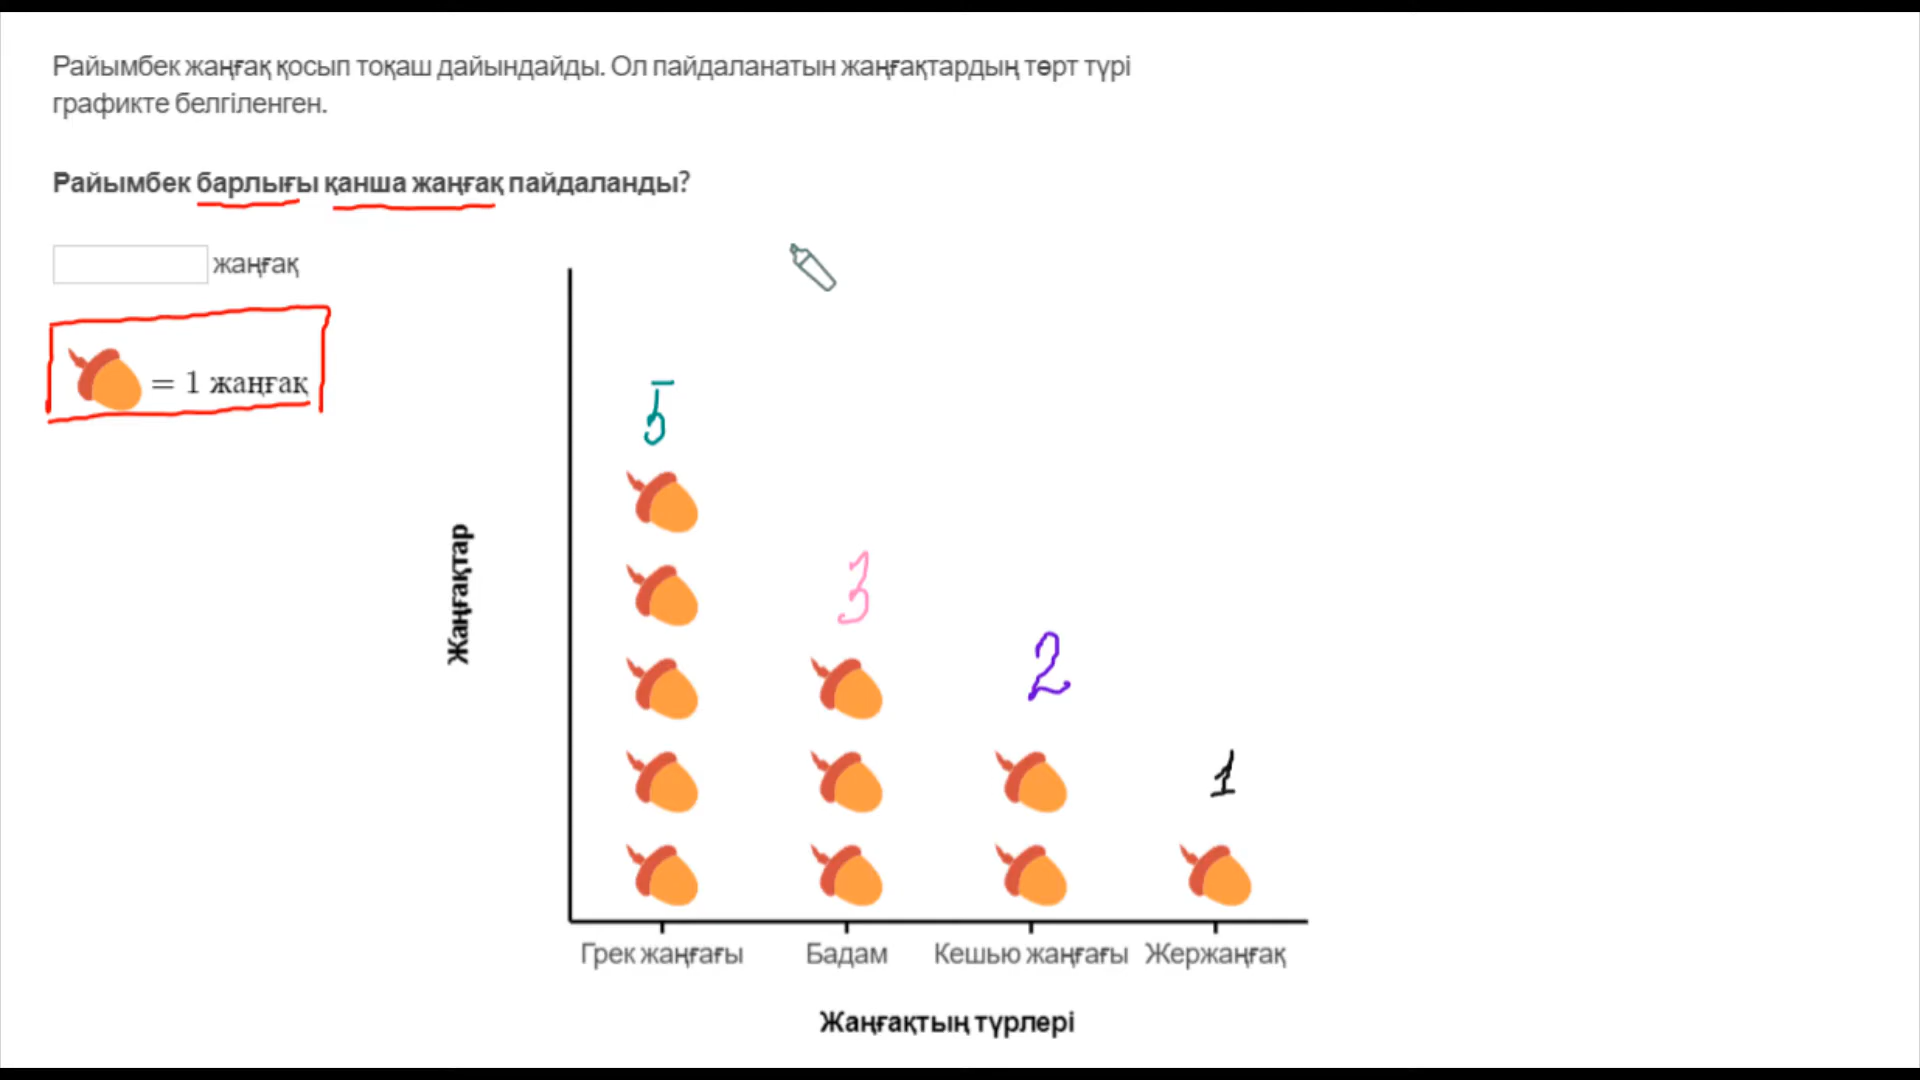 Райымбек жаңғақ қосып тоқаш дайындайды. Ол пайдаланатын жаңғақтардың төрт түрі
графикте белгіленген.
Райымбек барлығы қанша жаңғақ пайдаланды?
жаңғақ
= 1 жаңғақ
5
3
2
1
Жаңғақтар
Грек жаңғағы Бадам Кешью жаңғағы Жержаңғақ
Жаңғақтың түрлері